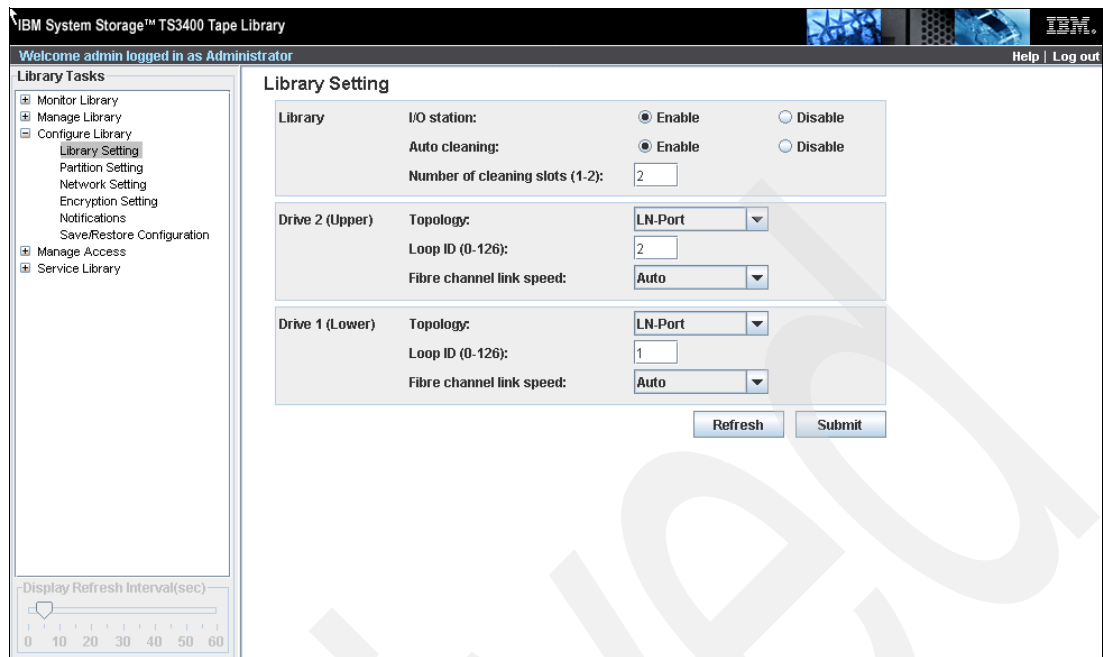 IBM System Storage™ TS3400 Tape Library
IBM.
Welcome admin logged in as Administrator
Help | Log out
Library Tasks
Monitor Library
Manage Library
Configure Library
Library Setting
Partition Setting
Network Setting
Encryption Setting
Notifications
Save/Restore Configuration
Manage Access
Service Library
Display Refresh Interval(sec)
0 10 20 30 40 50 60
Library Setting
Library I/O station: Enable Disable
Auto cleaning: Enable Disable
Number of cleaning slots (1-2): 2
Drive 2 (Upper) Topology: LN-Port
Loop ID (0-126): 2
Fibre channel link speed: Auto
Drive 1 (Lower) Topology: LN-Port
Loop ID (0-126): 1
Fibre channel link speed: Auto
Refresh Submit